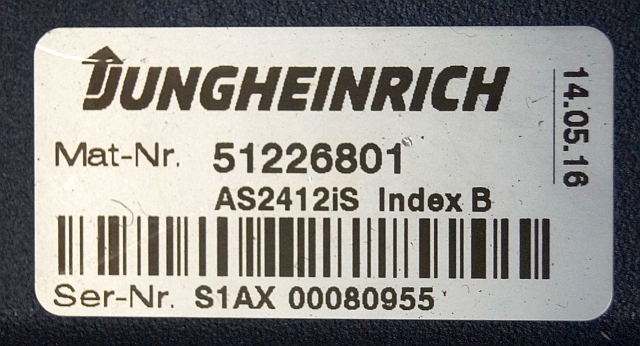 JUNGHEINRICH
Mat-Nr. 51226801
AS2412iS Index B
Ser-Nr. S1AX 00080955
14.05.16